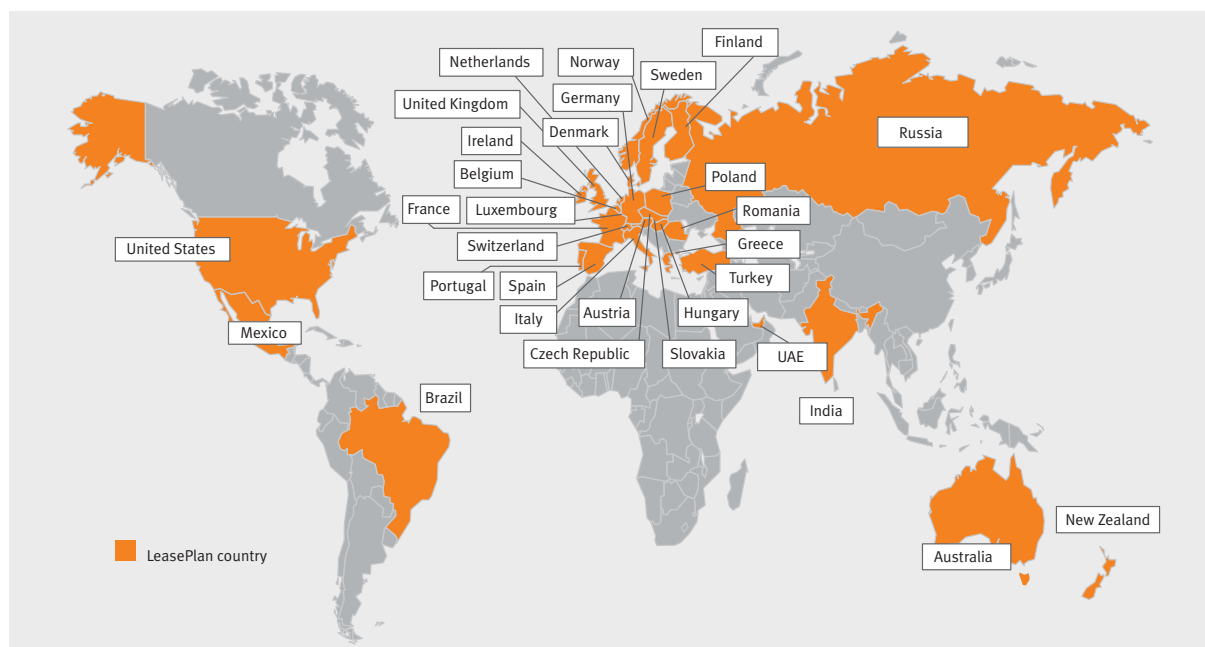 Finland
Netherlands
Norway
Sweden
United Kingdom
Germany
Ireland
Denmark
Russia
Belgium
Poland
France
Luxembourg
Romania
United States
Switzerland
Greece
Portugal
Spain
Turkey
Italy
Austria
Hungary
Mexico
Czech Republic
Slovakia
UAE
Brazil
India
New Zealand
LeasePlan country
Australia